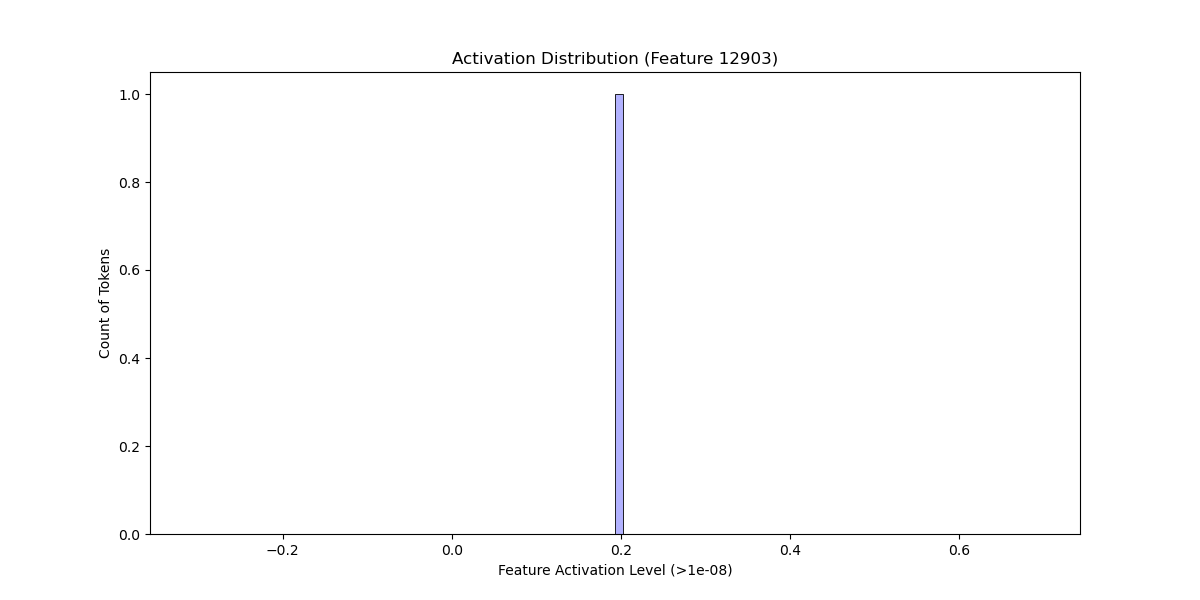 Activation Distribution (Feature 12903)
1.0
0.8
0.6
0.4
0.2
0.0
Count of Tokens
−0.2 0.0 0.2 0.4 0.6
Feature Activation Level (>1e-08)